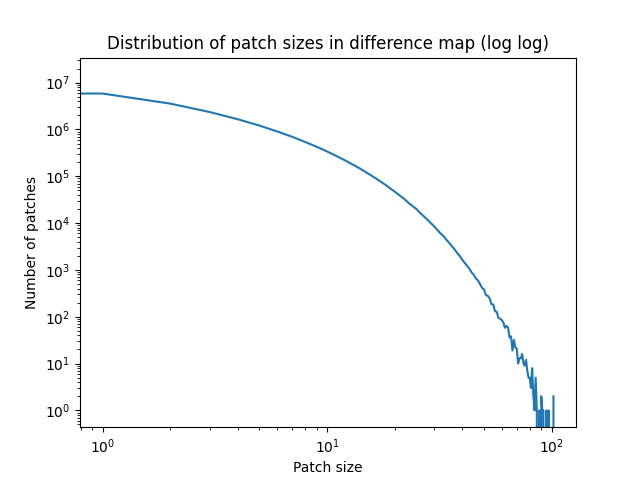 Distribution of patch sizes in difference map (log log)
Number of patches
10⁷
10⁶
10⁵
10⁴
10³
10²
10¹
10⁰
10⁰ 10¹ 10²
Patch size